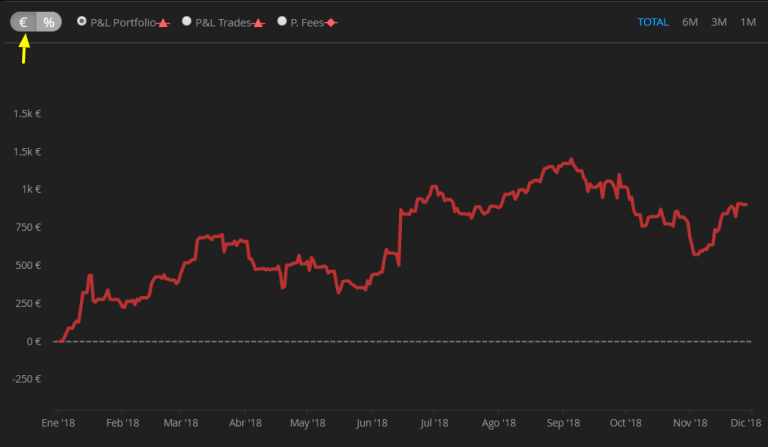 € % P&L Portfolio P&L Trades P. Fees TOTAL 6M 3M 1M
1.5k €
1.5k €
1k €
750 €
500 €
250 €
0 €
-250 €
Ene '18 Feb '18 Mar '18 Abr '18 May '18 Jun '18 Jul '18 Ago '18 Sep '18 Oct '18 Nov '18 Dic '18